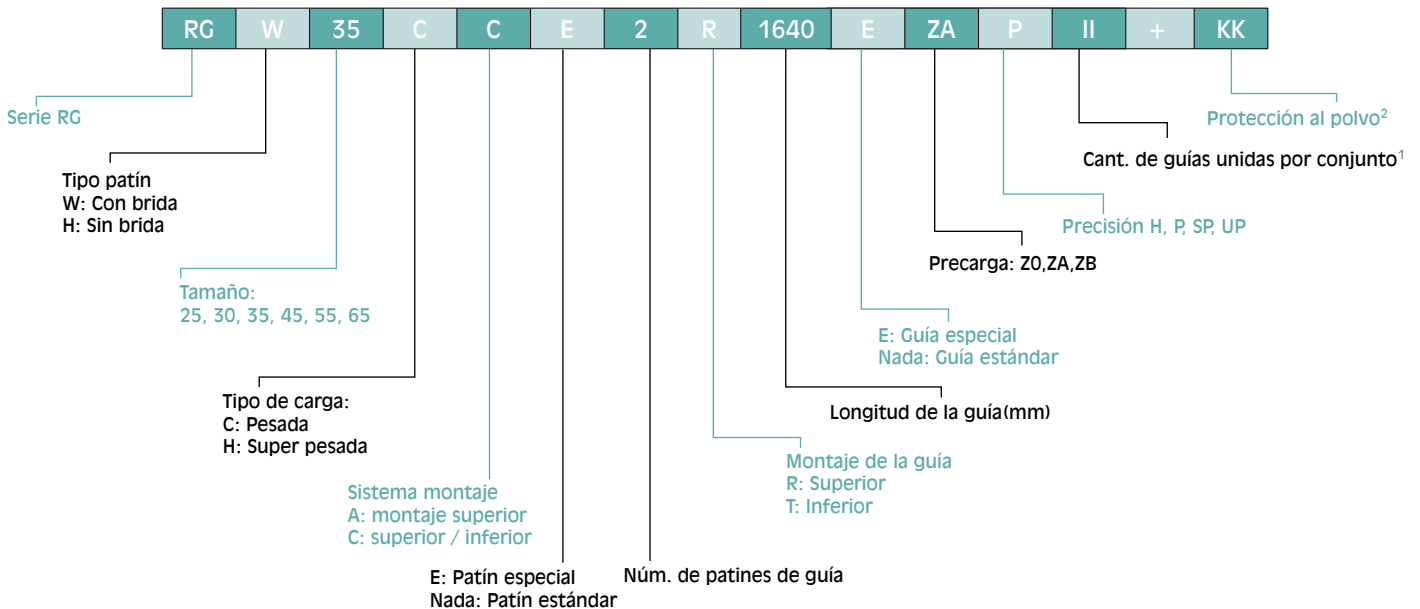 RG W 35 C C E 2 R 1640 E ZA P II + KK
Serie RG
Protección al polvo²
Cant. de guías unidas por conjunto¹
Tipo patín
W: Con brida
H: Sin brida
Precisión H, P, SP, UP
Precarga: Z0,ZA,ZB
Tamaño:
25, 30, 35, 45, 55, 65
E: Guía especial
Nada: Guía estándar
Tipo de carga:
C: Pesada
H: Super pesada
Longitud de la guía(mm)
Montaje de la guía
R: Superior
T: Inferior
Sistema montaje
A: montaje superior
C: superior / inferior
E: Patín especial
Nada: Patín estándar
Núm. de patines de guía